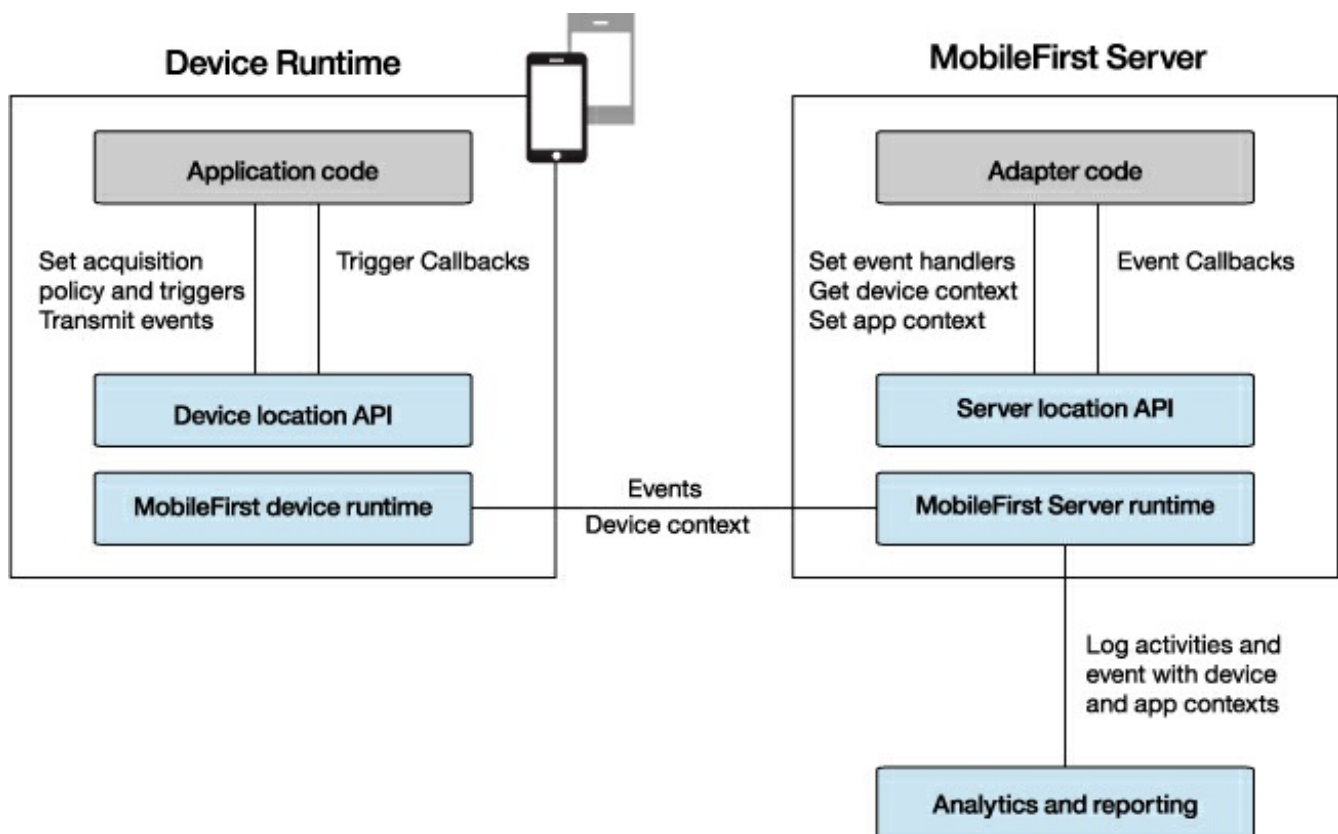 Device Runtime
Application code
Set acquisition
policy and triggers
Transmit events
Trigger Callbacks
Device location API
MobileFirst device runtime
Events
Device context
MobileFirst Server
Adapter code
Set event handlers
Get device context
Set app context
Event Callbacks
Server location API
MobileFirst Server runtime
Log activities and
event with device
and app contexts
Analytics and reporting